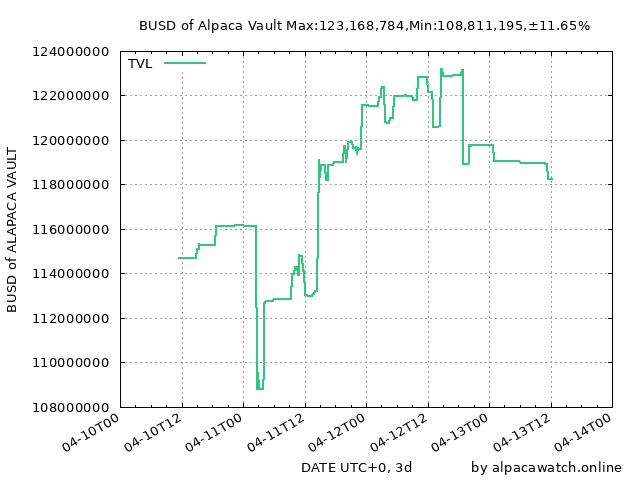 BUSD of Alpaca Vault Max:123,168,784,Min:108,811,195,±11.65%
124000000
TVL
122000000
120000000
118000000
116000000
114000000
112000000
110000000
108000000
BUSD of ALAPACA VAULT
04-10T00
04-10T12
04-11T00
04-11T12
04-12T00
04-12T12
04-13T00
04-13T12
04-14T00
DATE UTC+0, 3d
by alpacawatch.online